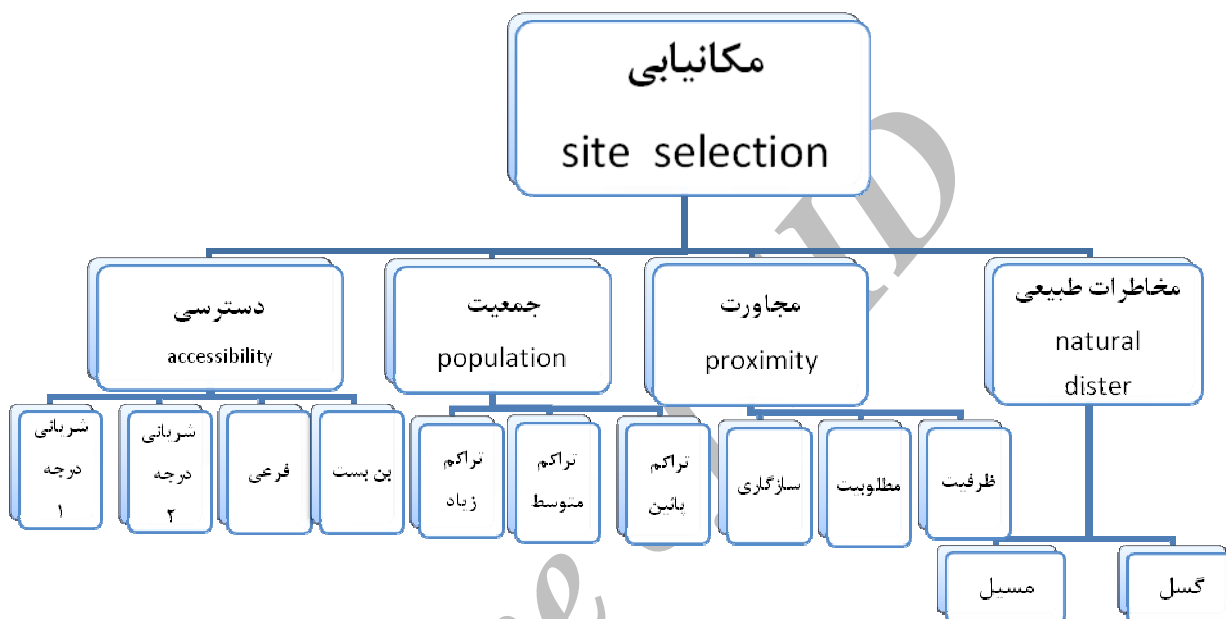 مکانیابی
site selection
دسترسی
accessibility
جمعیت
population
مجاورت
proximity
مخاطرات طبیعی
natural
dister
شریانی
درجه
۱
شریانی
درجه
۲
فرعی
بن بست
تراکم
زیاد
تراکم
متوسط
تراکم
پائین
سازگاری
مطلوبیت
ظرفیت
مسیل
گسل